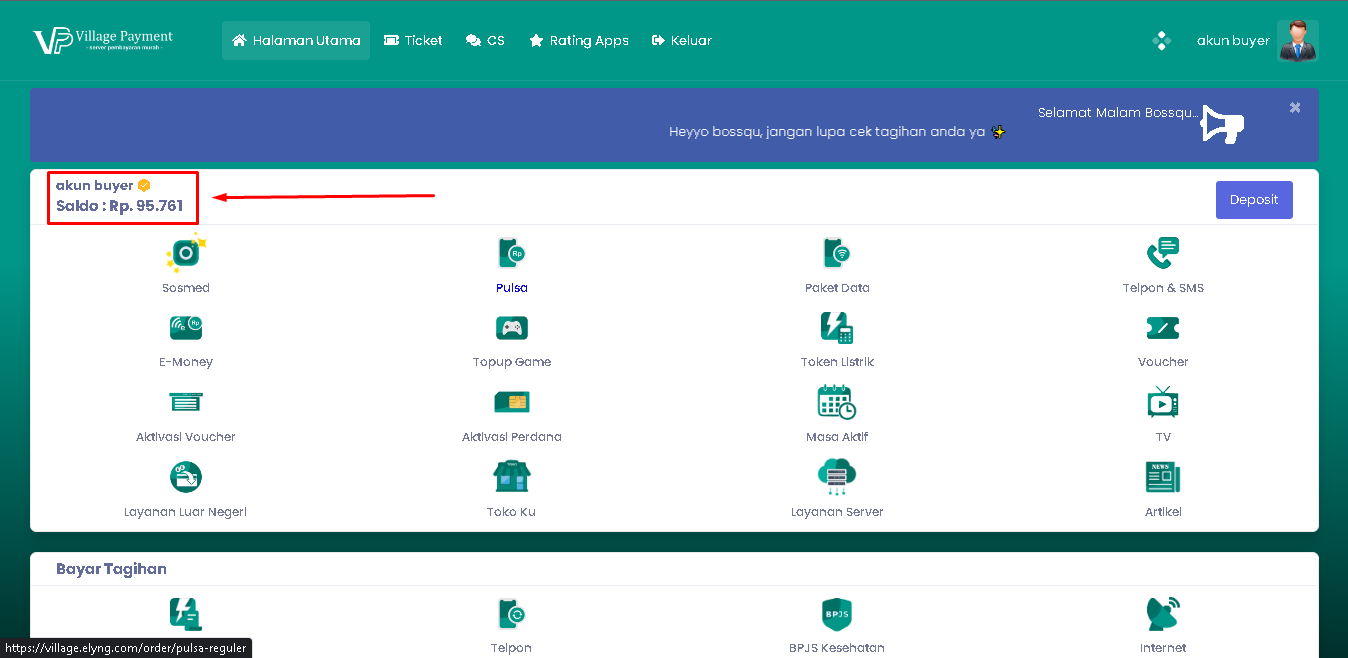 VP Village Payment
- server pembayaran murah -
Halaman Utama
Ticket
CS
Rating Apps
Keluar
akun buyer
Selamat Malam Bossqu...
Heyyo bossqu, jangan lupa cek tagihan anda ya ✨
×
akun buyer
Saldo : Rp. 95.761
Deposit
Sosmed
Rp
Pulsa
Paket Data
Telpon & SMS
Rp
E-Money
Topup Game
Token Listrik
Voucher
Aktivasi Voucher
Aktivasi Perdana
Masa Aktif
TV
Layanan Luar Negeri
Toko Ku
Layanan Server
NEWS
Artikel
Bayar Tagihan
Telpon
BPJS
BPJS Kesehatan
Internet
https://village.elyng.com/order/pulsa-reguler